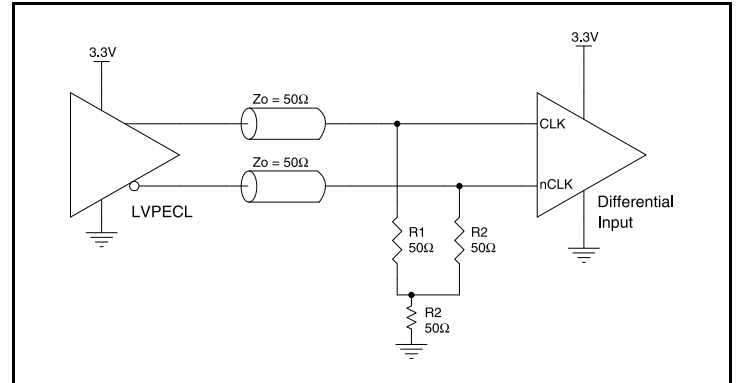 3.3V
3.3V
Zo = 50Ω
CLK
Zo = 50Ω
nCLK
LVPECL
Differential
Input
R1
50Ω
R2
50Ω
R2
50Ω